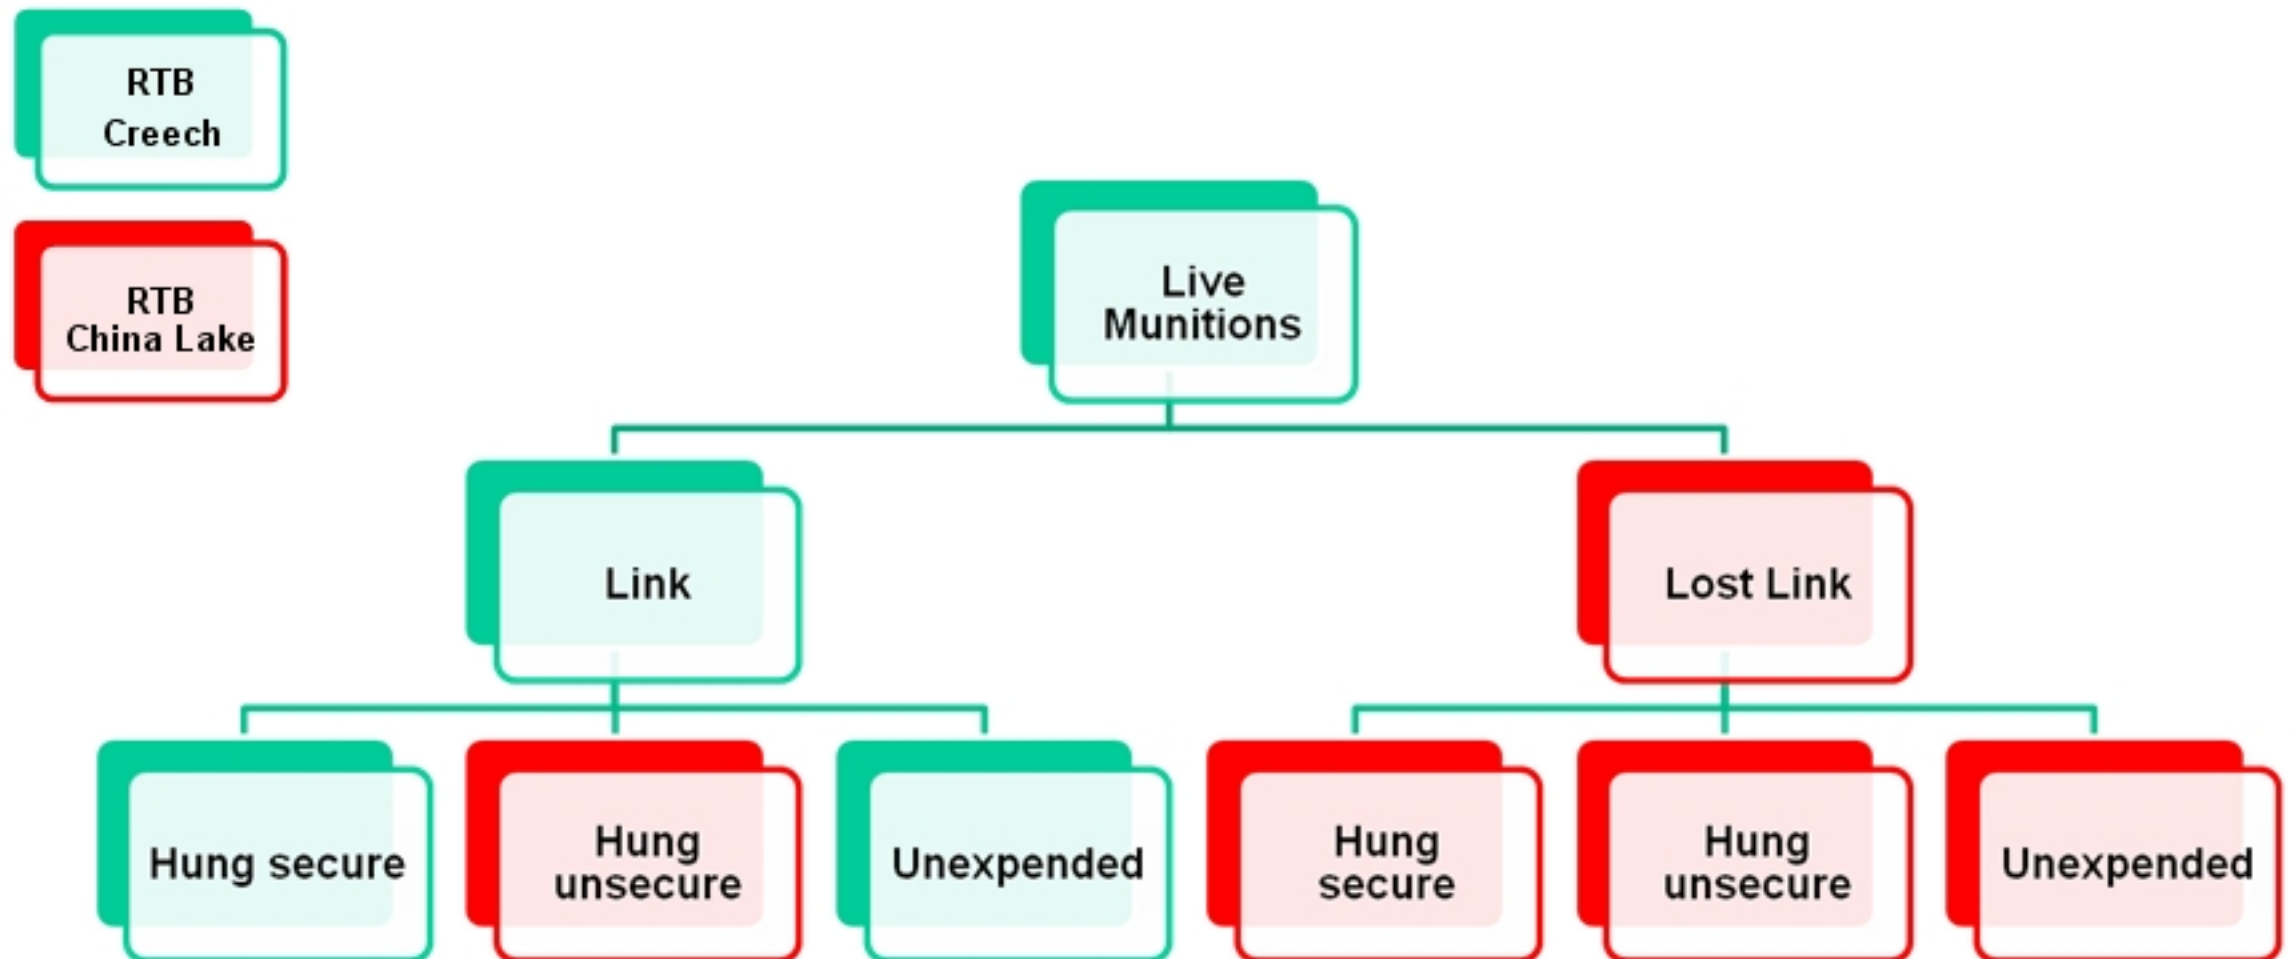 RTB
Creech
RTB
China Lake
Live
Munitions
Link
Lost Link
Hung secure
Hung
unsecure
Unexpended
Hung
secure
Hung
unsecure
Unexpended